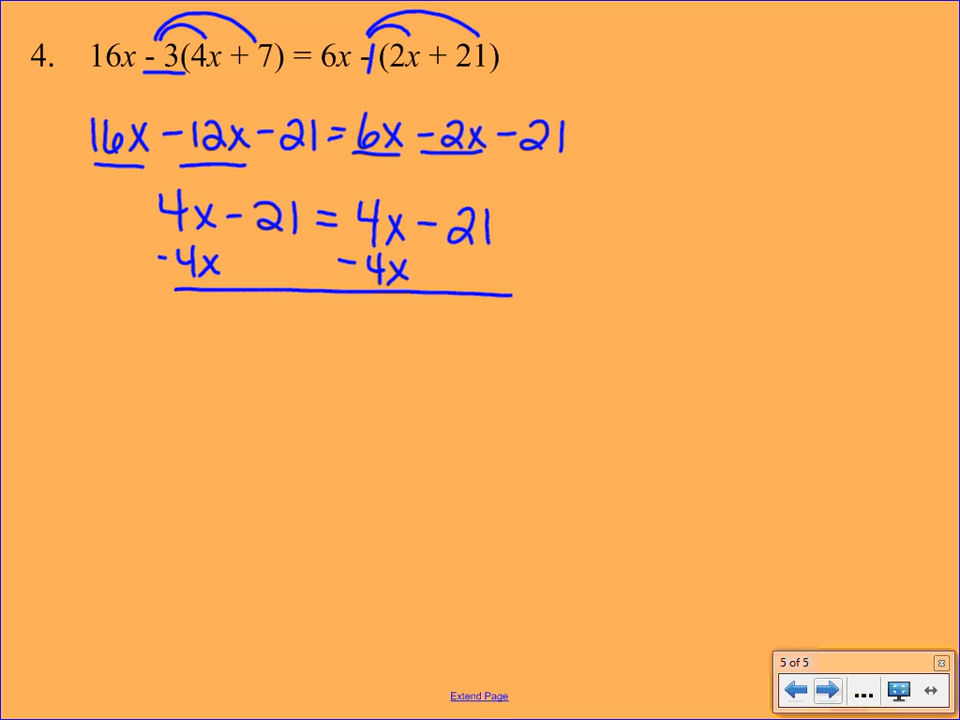 4. 16x - 3(4x + 7) = 6x - 1(2x + 21)
16x - 12x - 21 = 6x - 2x - 21
4x - 21 = 4x - 21
-4x -4x
Extend Page
5 of 5
...